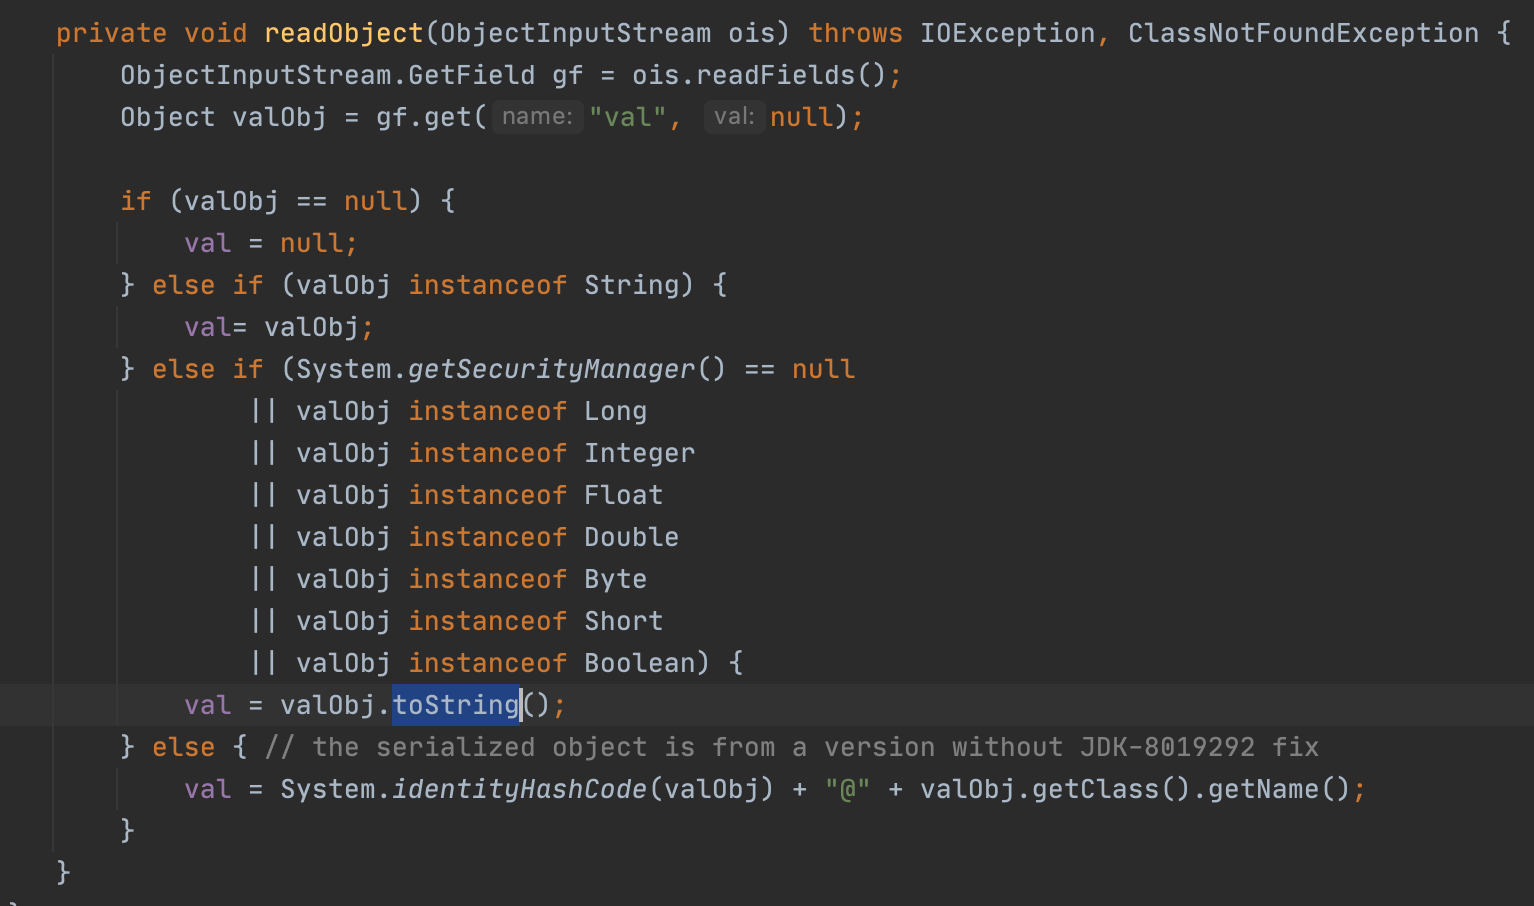 private void readObject(ObjectInputStream ois) throws IOException, ClassNotFoundException {
ObjectInputStream.GetField gf = ois.readFields();
Object valObj = gf.get( name: "val", val: null);
if (valObj == null) {
val = null;
} else if (valObj instanceof String) {
val= valObj;
} else if (System.getSecurityManager() == null
|| valObj instanceof Long
|| valObj instanceof Integer
|| valObj instanceof Float
|| valObj instanceof Double
|| valObj instanceof Byte
|| valObj instanceof Short
|| valObj instanceof Boolean) {
val = valObj.toString();
} else { // the serialized object is from a version without JDK-8019292 fix
val = System.identityHashCode(valObj) + "@" + valObj.getClass().getName();
}
}